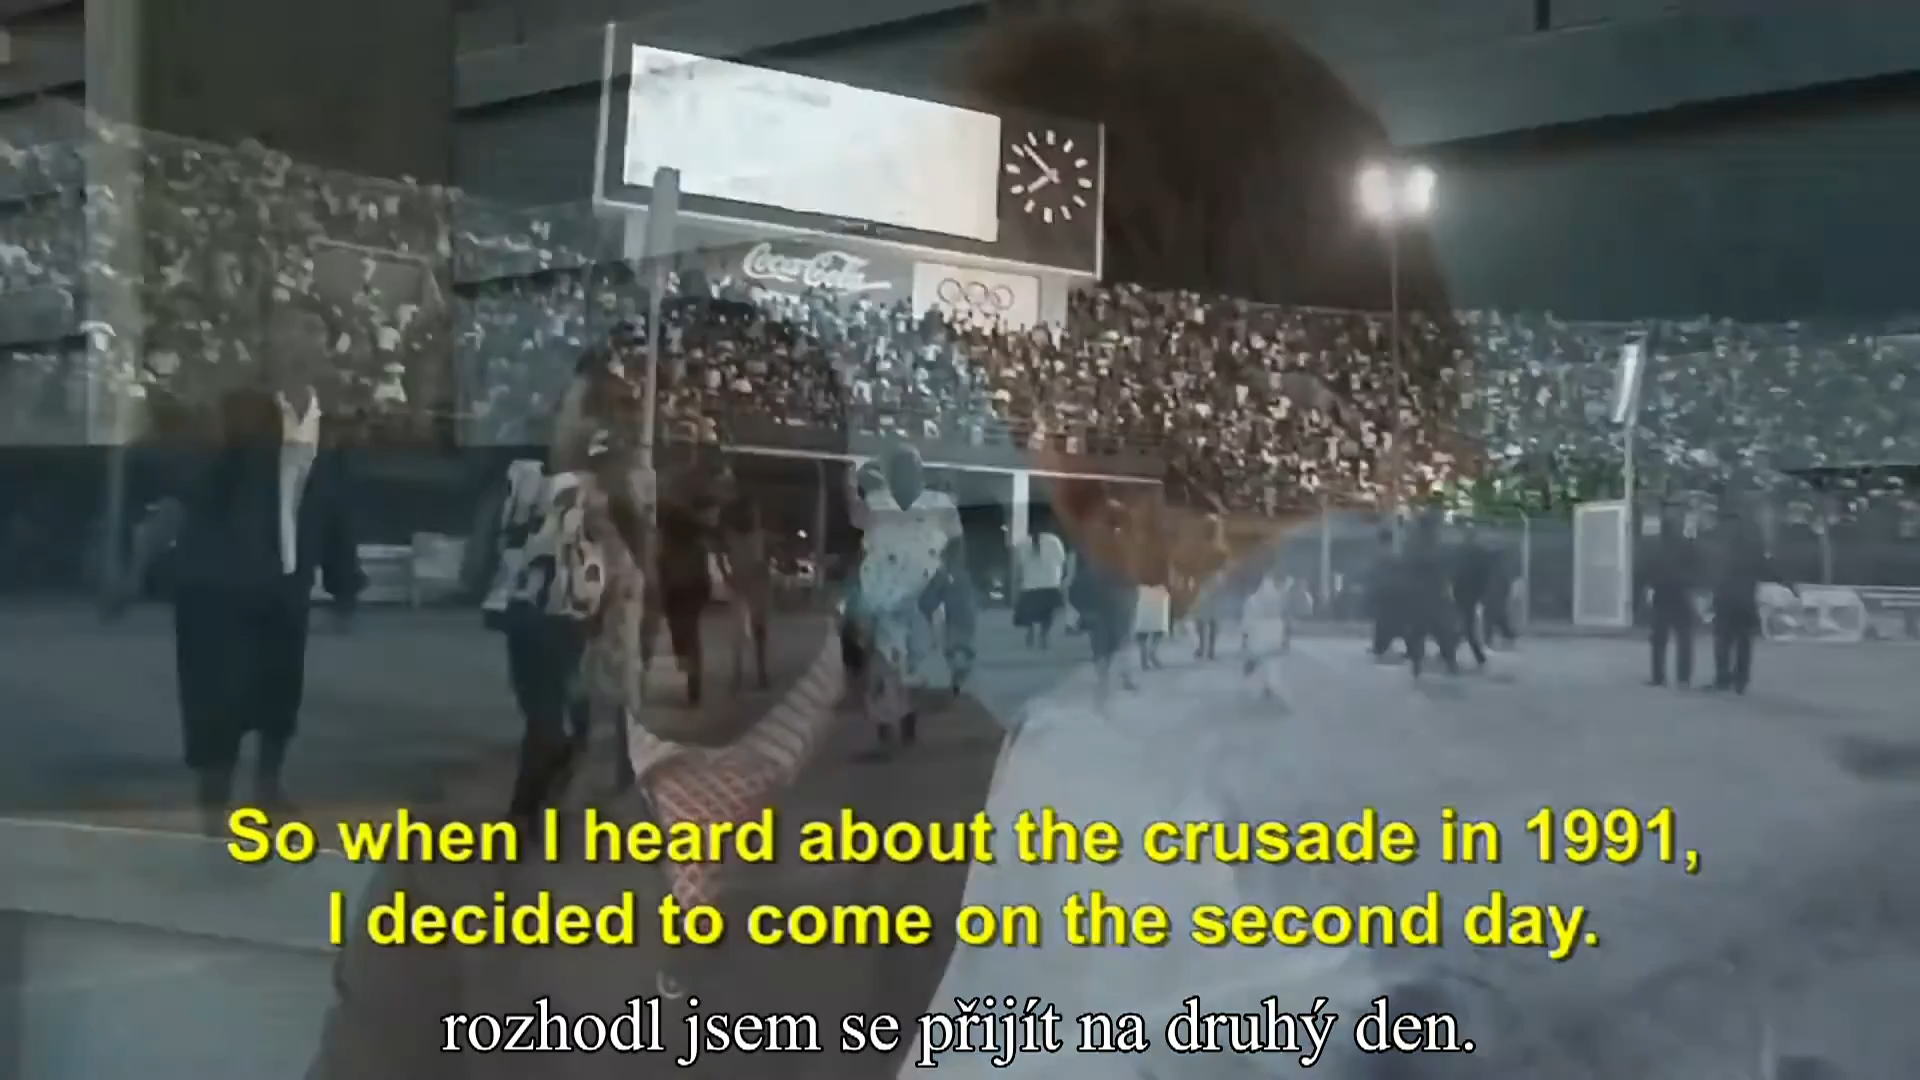 Coca-Cola
So when I heard about the crusade in 1991,
I decided to come on the second day.
rozhodl jsem se přijít na druhý den.